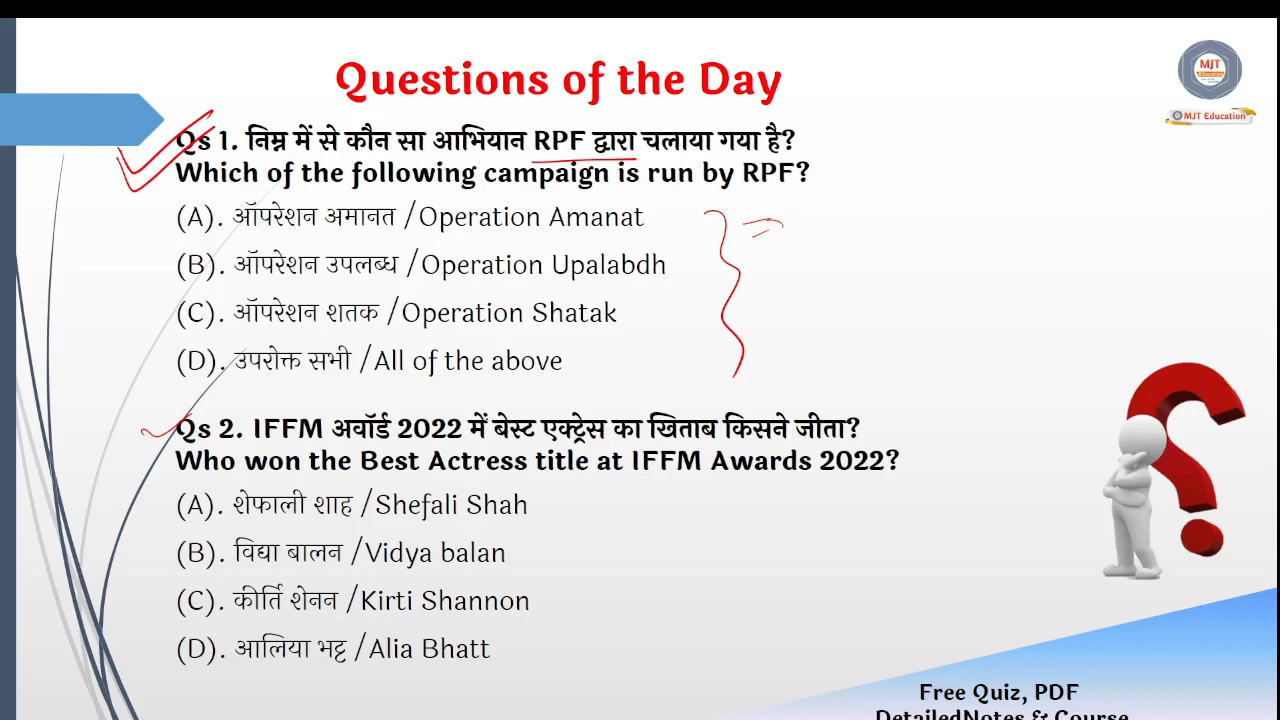 Questions of the Day
MJT
Education
MJT Education
Qs 1. निम्न में से कौन सा आभियान RPF द्वारा चलाया गया है?
Which of the following campaign is run by RPF?
(A). ऑपरेशन अमानत /Operation Amanat
(B). ऑपरेशन उपलब्ध /Operation Upalabdh
(C). ऑपरेशन शतक /Operation Shatak
(D). उपरोक्त सभी /All of the above
Qs 2. IFFM अवॉर्ड 2022 में बेस्ट एक्ट्रेस का खिताब किसने जीता?
Who won the Best Actress title at IFFM Awards 2022?
(A). शेफाली शाह /Shefali Shah
(B). विद्या बालन /Vidya balan
(C). कीर्ति शेनन /Kirti Shannon
(D). आलिया भट्ट /Alia Bhatt
Free Quiz, PDF
DetailedNotes & Course